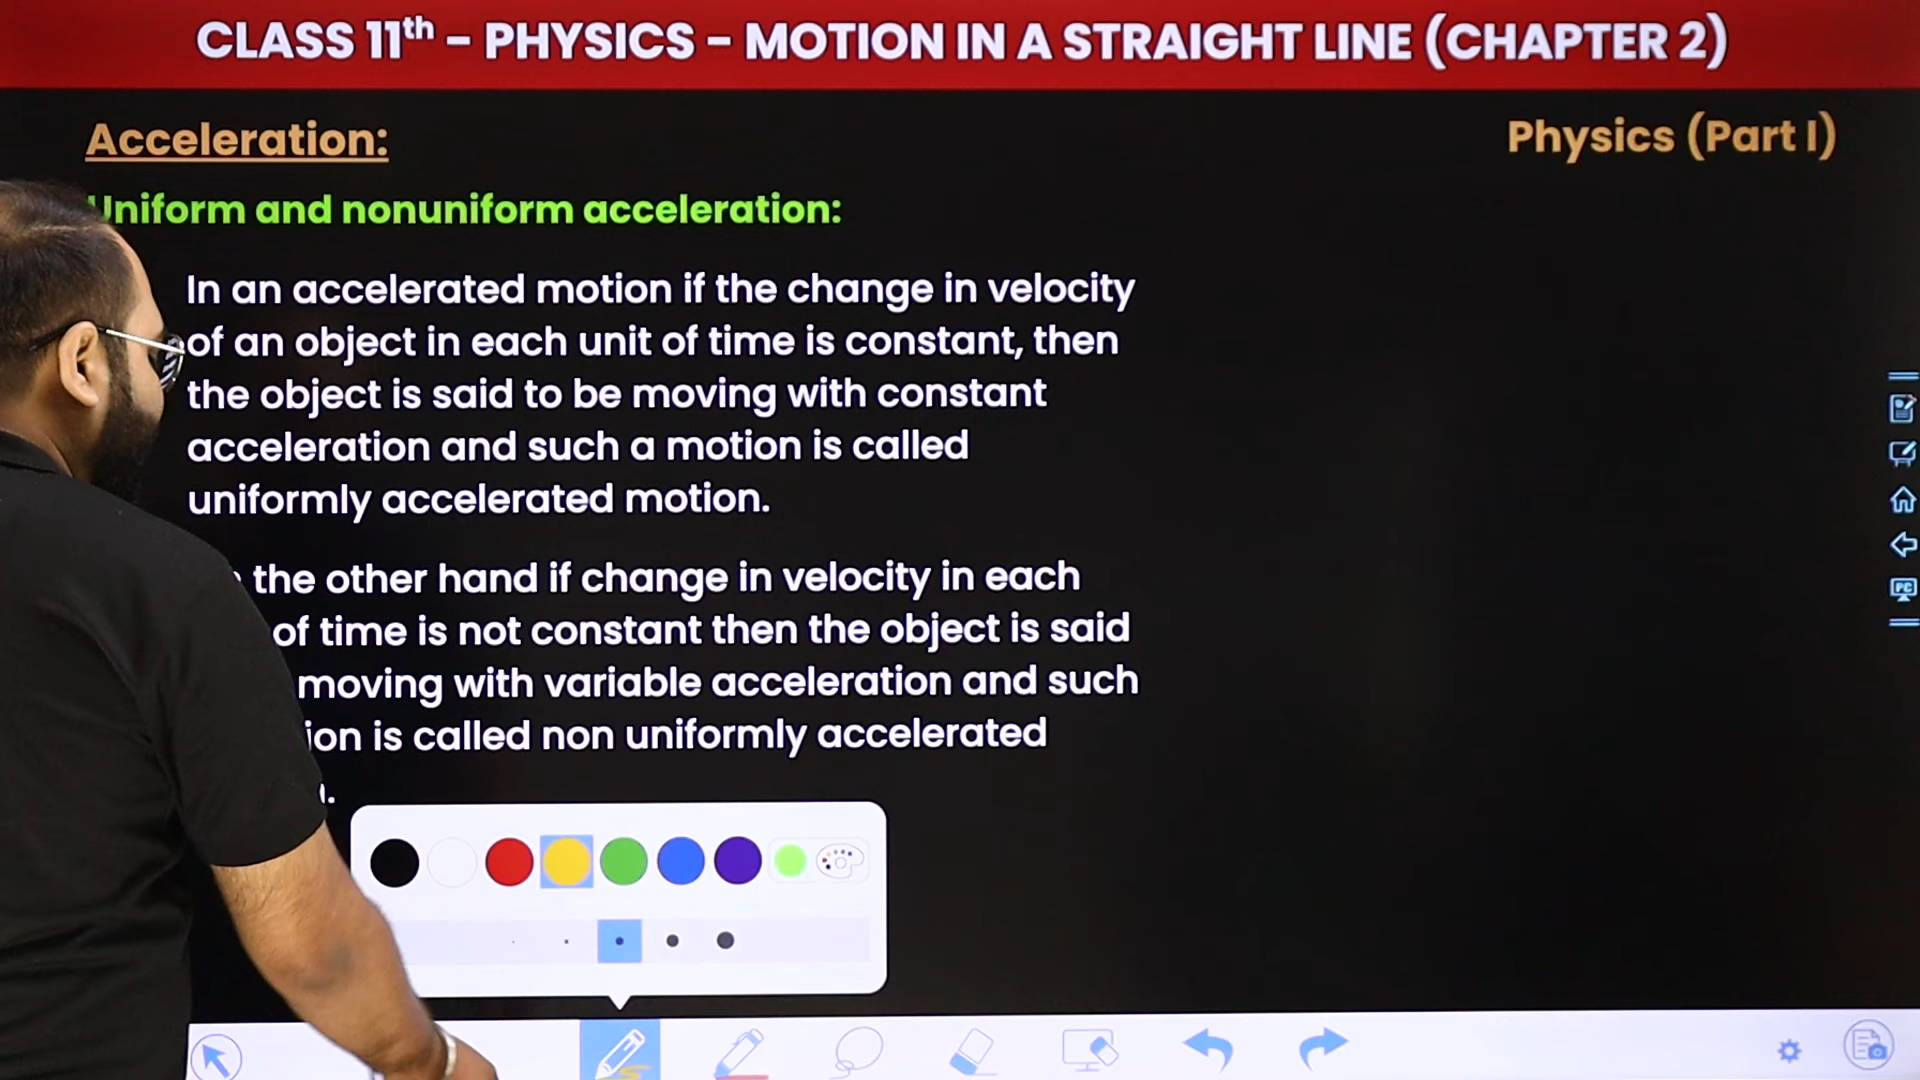 CLASS 11th – PHYSICS – MOTION IN A STRAIGHT LINE (CHAPTER 2)
Acceleration:
Physics (Part I)
Uniform and nonuniform acceleration:
In an accelerated motion if the change in velocity
of an object in each unit of time is constant, then
the object is said to be moving with constant
acceleration and such a motion is called
uniformly accelerated motion.
the other hand if change in velocity in each
of time is not constant then the object is said
moving with variable acceleration and such
is called non uniformly accelerated
PC